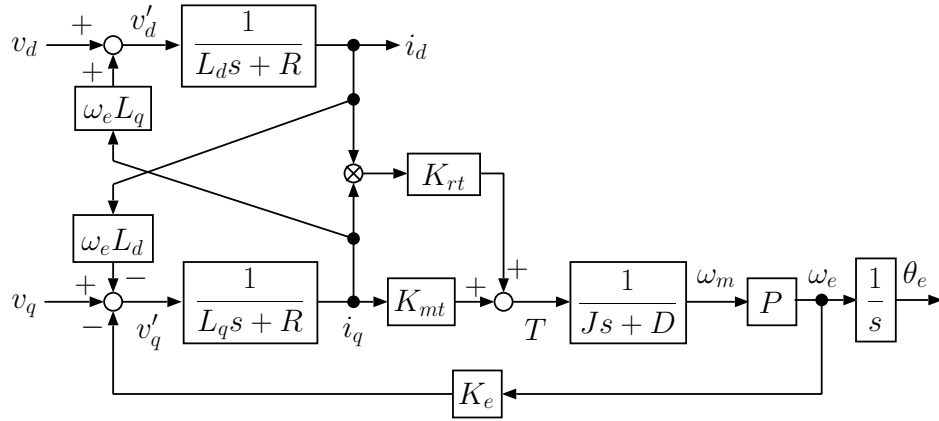 v_d + v'_d 1 / (L_d s + R) i_d
+
ω_e L_q
K_rt
ω_e L_d
− +
v_q + 1 / (L_q s + R) K_mt + 1 / (Js + D) ω_m P ω_e 1 / s θ_e
− v'_q i_q T
K_e